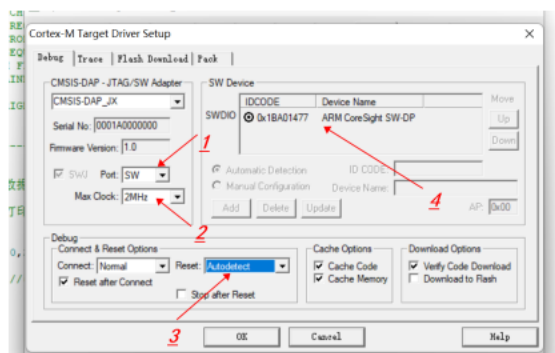 Cortex-M Target Driver Setup
Debug Trace Flash Download Pack
CMSIS-DAP - JTAG/SW Adapter
CMSIS-DAP_JX
Serial No: 0001A0000000
Firmware Version: 1.0
SWJ Port: SW
Max Clock: 2MHz
SW Device
IDCODE Device Name
SWDIO 0x1BA01477 ARM CoreSight SW-DP
Move
Up
Down
Automatic Detection ID CODE:
Manual Configuration Device Name:
Add Delete Update AP: 0x00
Debug
Connect & Reset Options
Connect: Normal Reset: Autodetect
Reset after Connect
Stop after Reset
Cache Options
Cache Code
Cache Memory
Download Options
Verify Code Download
Download to Flash
OK Cancel Help
1
2
3
4